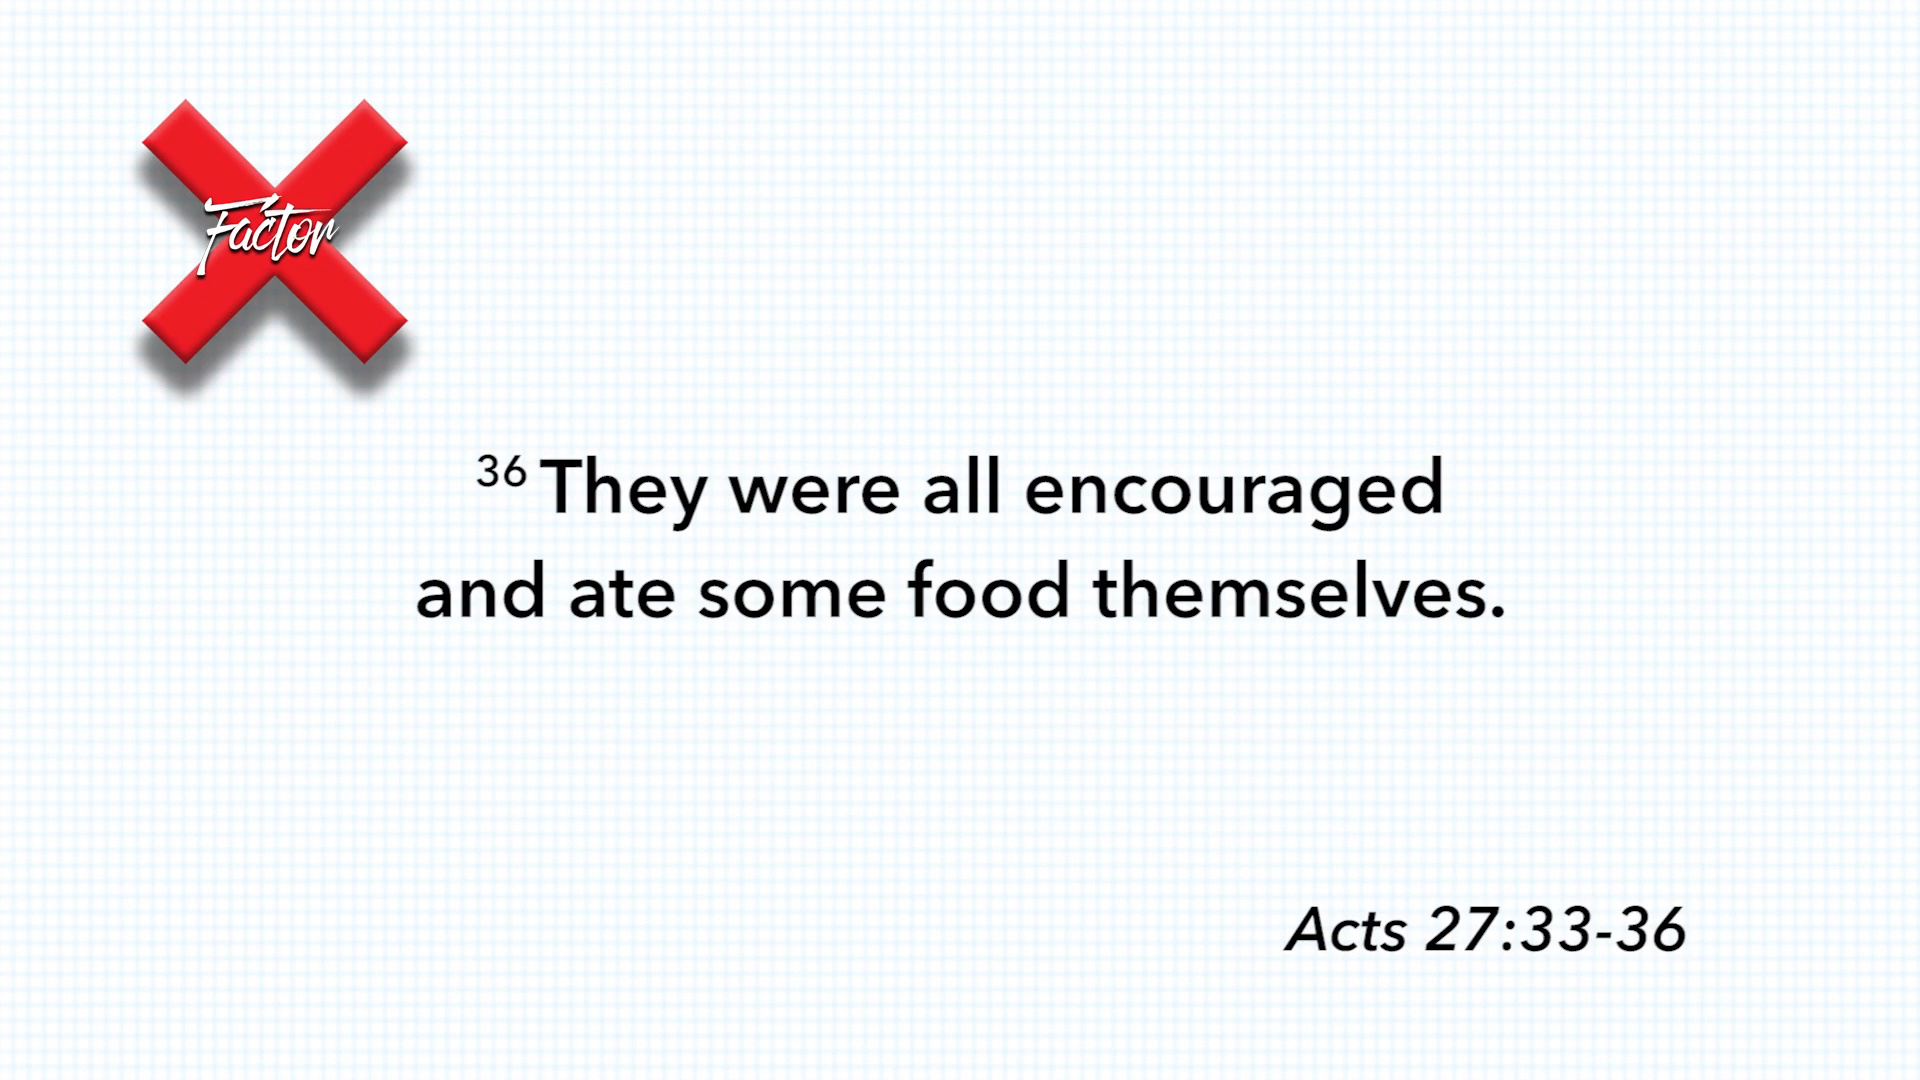 Factor
36 They were all encouraged
and ate some food themselves.
Acts 27:33-36